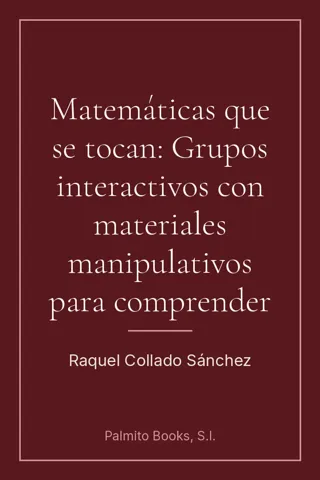 Matemáticas que
se tocan: Grupos
interactivos con
materiales
manipulativos
para comprender
Raquel Collado Sánchez
Palmito Books, S.l.